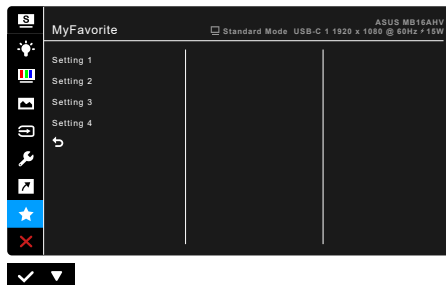 S
MyFavorite
ASUS MB16AHV
Standard Mode USB-C 1 1920 x 1080 @ 60Hz ⚡15W
Setting 1
Setting 2
Setting 3
Setting 4